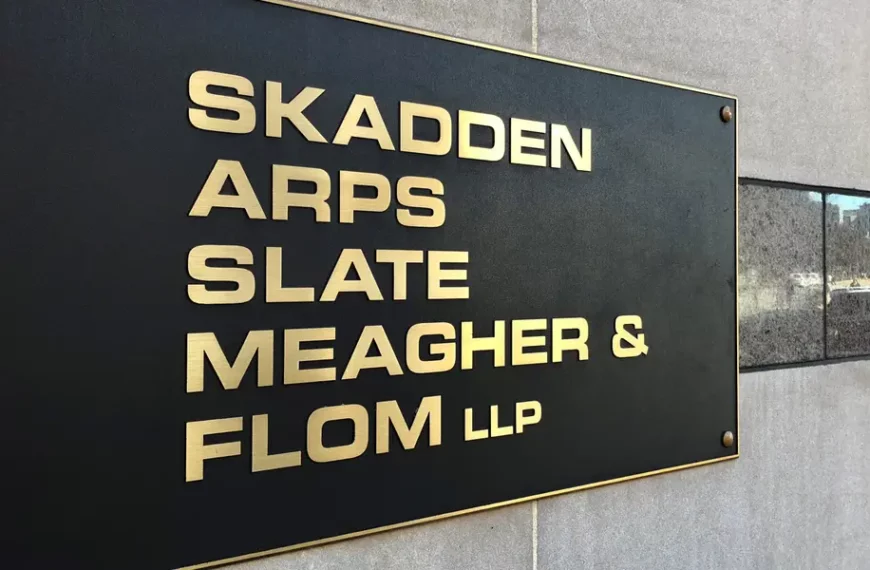 SKADDEN
ARPS
SLATE
MEAGHER &
FLOM LLP